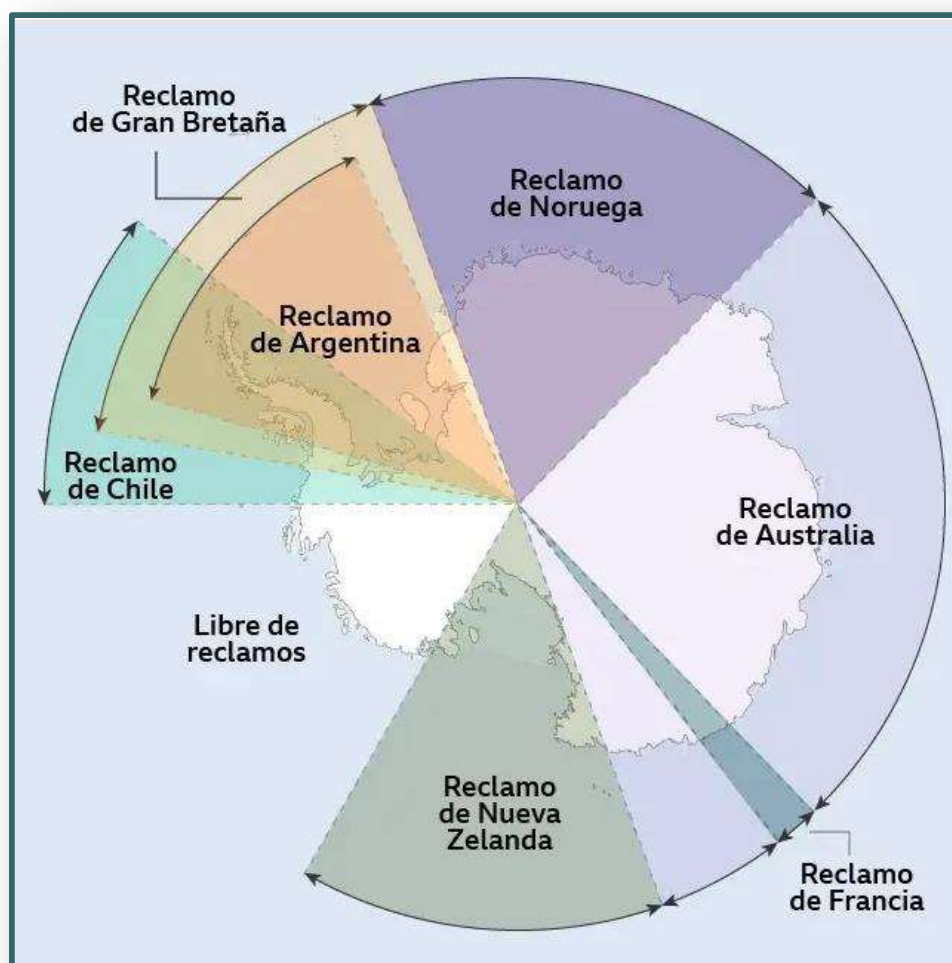 Reclamo
de Gran Bretaña
Reclamo
de Noruega
Reclamo
de Argentina
Reclamo
de Chile
Reclamo
de Australia
Libre de
reclamos
Reclamo
de Nueva
Zelanda
Reclamo
de Francia